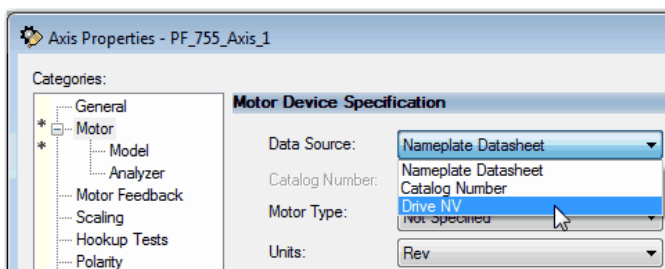 Axis Properties - PF_755_Axis_1
Categories:
General
Motor
Model
Analyzer
Motor Feedback
Scaling
Hookup Tests
Polarity
Motor Device Specification
Data Source: Nameplate Datasheet
Nameplate Datasheet
Catalog Number
Drive NV
Catalog Number:
Motor Type: Not Specified
Units: Rev